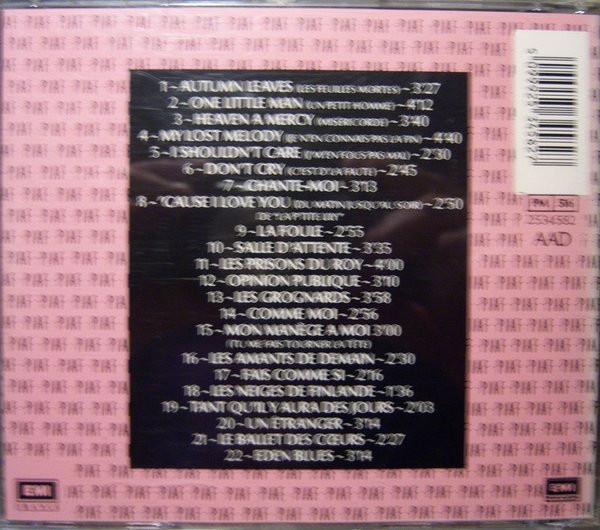 1~AUTUMN LEAVES (LES FEUILLES MORTES)~3'27
2~ONE LITTLE MAN (UN PETIT HOMME)~4'12
3~HEAVEN A MERCY (MISERICORDE)~3'40
4~MY LOST MELODY (JE N'EN CONNAIS PAS LA FIN)~4'40
5~I SHOULDN'T CARE (J'M'EN FOUS PAS MAL)~2'30
6~DON'T CRY (C'EST D'LA FAUTE)~2'45
7~CHANTE-MOI~3'13
8~'CAUSE I LOVE YOU (DU MATIN JUSQU'AU SOIR)~2'50
DE "LA P'TITE LILY"
9~LA FOULE~2'55
10~SALLE D'ATTENTE~3'35
11~LES PRISONS DU ROY~4'00
12~OPINION PUBLIQUE~3'10
13~LES GROGNARDS~3'58
14~COMME MOI~2'56
15~MON MANÈGE A MOI 3'00
(TU ME FAIS TOURNER LA TÊTE)
16~LES AMANTS DE DEMAIN~2'30
17~FAIS COMME SI~2'16
18~LES NEIGES DE FINLANDE~1'36
19~TANT QU'IL Y AURA DES JOURS~2'03
20~UN ÉTRANGER~3'14
21~LE BALLET DES CŒURS~2'27
22~EDEN BLUES~3'14
PM 516
2534582
AAD
EMI
EMI
PIAF